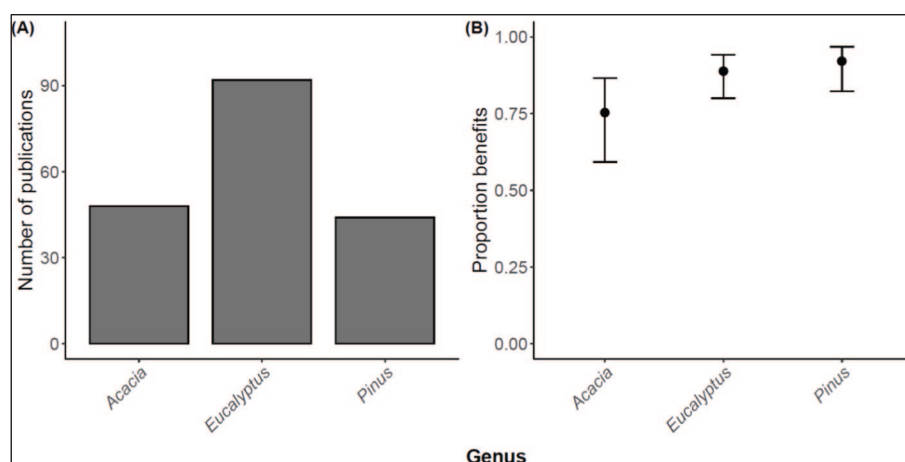 (A)
Number of publications
90
60
30
0
Acacia
Eucalyptus
Pinus
(B)
Proportion benefits
1.00
0.75
0.50
0.25
0.00
Acacia
Eucalyptus
Pinus
Genus